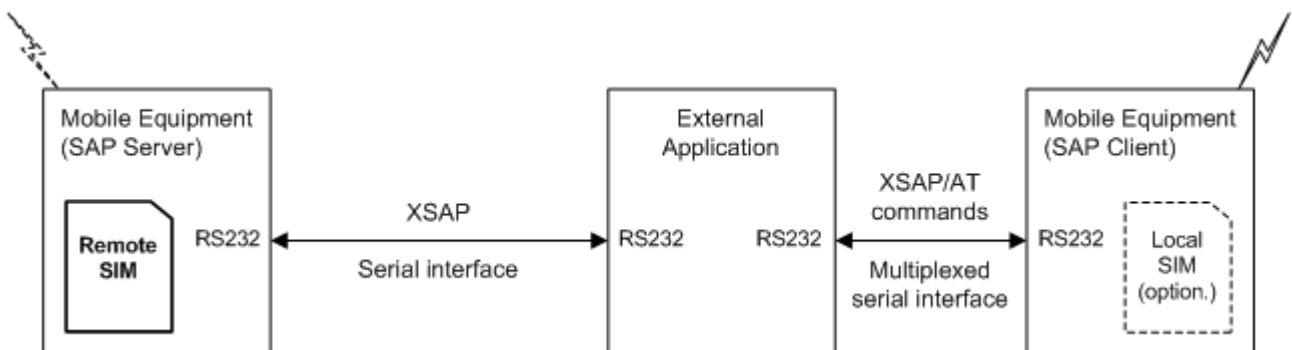 Mobile Equipment
(SAP Server)
Remote
SIM
RS232
XSAP
Serial interface
External
Application
RS232
RS232
XSAP/AT
commands
Multiplexed
serial interface
Mobile Equipment
(SAP Client)
RS232
Local
SIM
(option.)